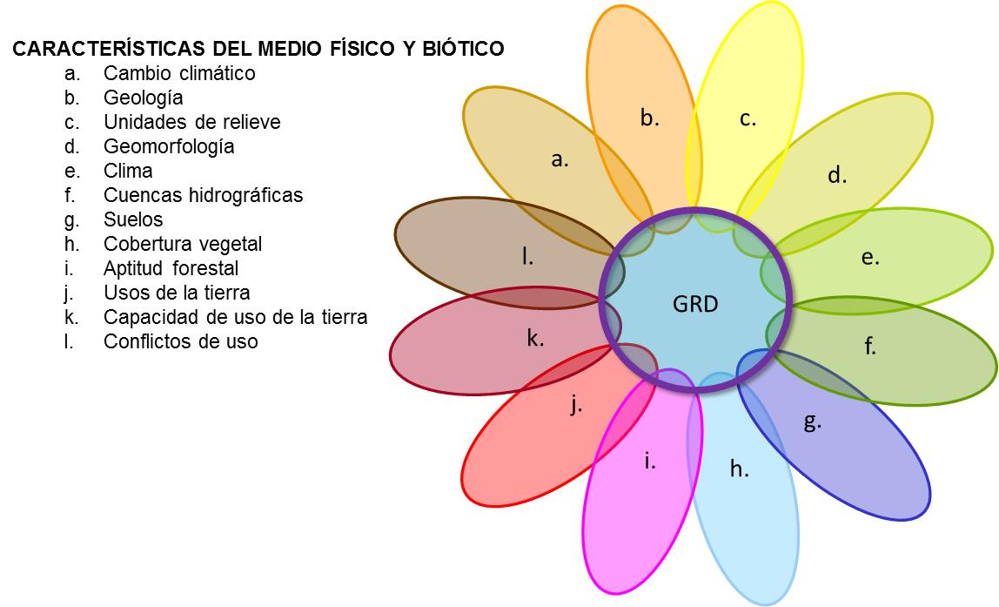 CARACTERÍSTICAS DEL MEDIO FÍSICO Y BIÓTICO
a. Cambio climático
b. Geología
c. Unidades de relieve
d. Geomorfología
e. Clima
f. Cuencas hidrográficas
g. Suelos
h. Cobertura vegetal
i. Aptitud forestal
j. Usos de la tierra
k. Capacidad de uso de la tierra
l. Conflictos de uso
a.
b.
c.
d.
e.
f.
g.
h.
i.
j.
k.
l.
GRD